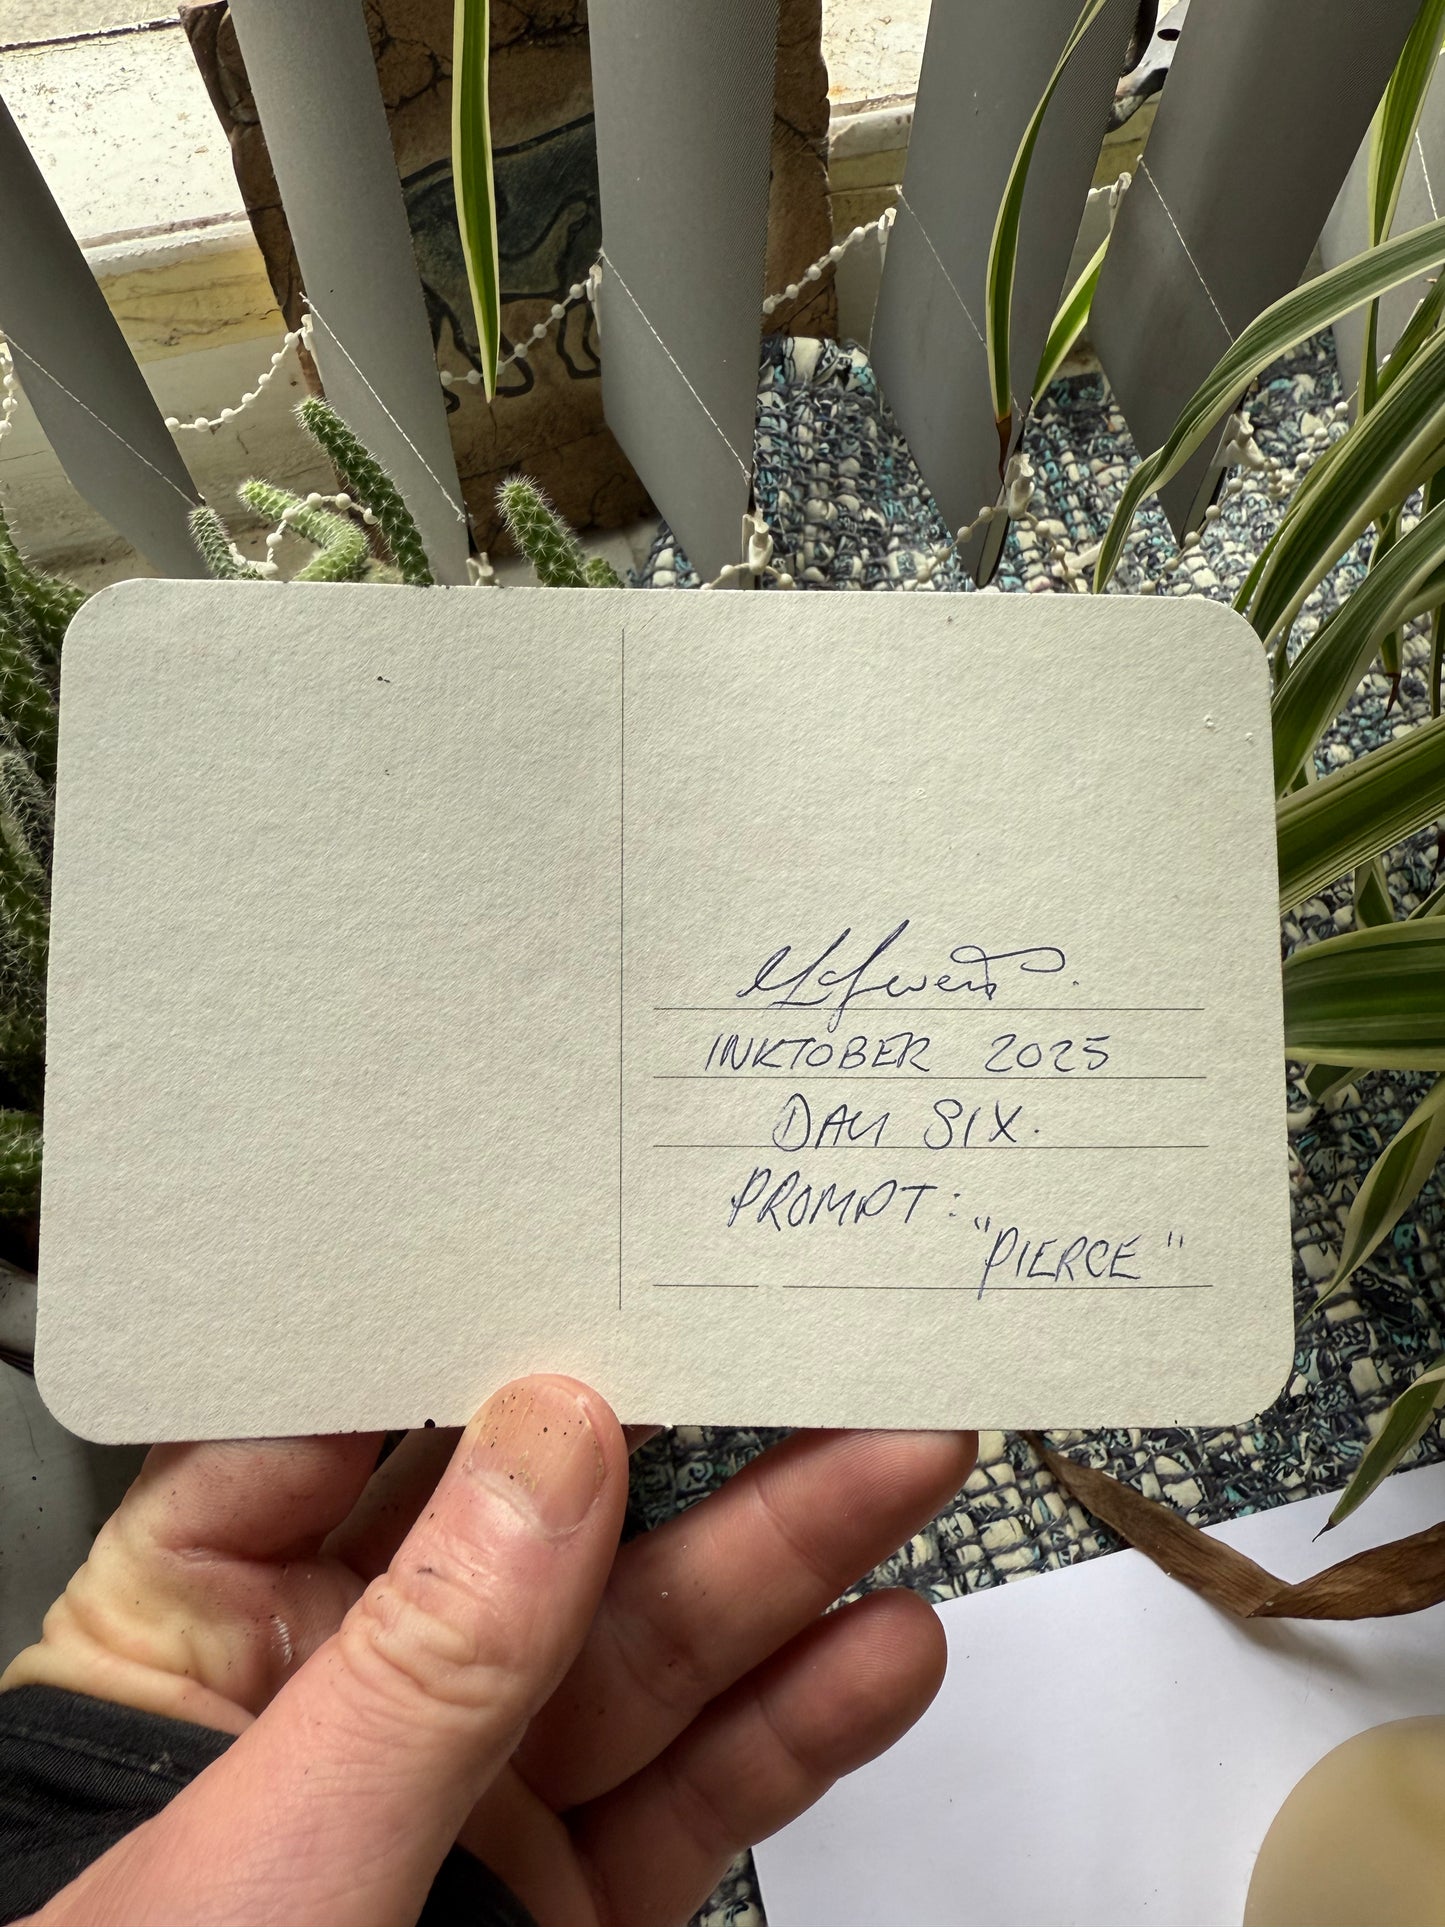 INKTOBER 2025
DAY SIX.
PROMPT:
"PIERCE"